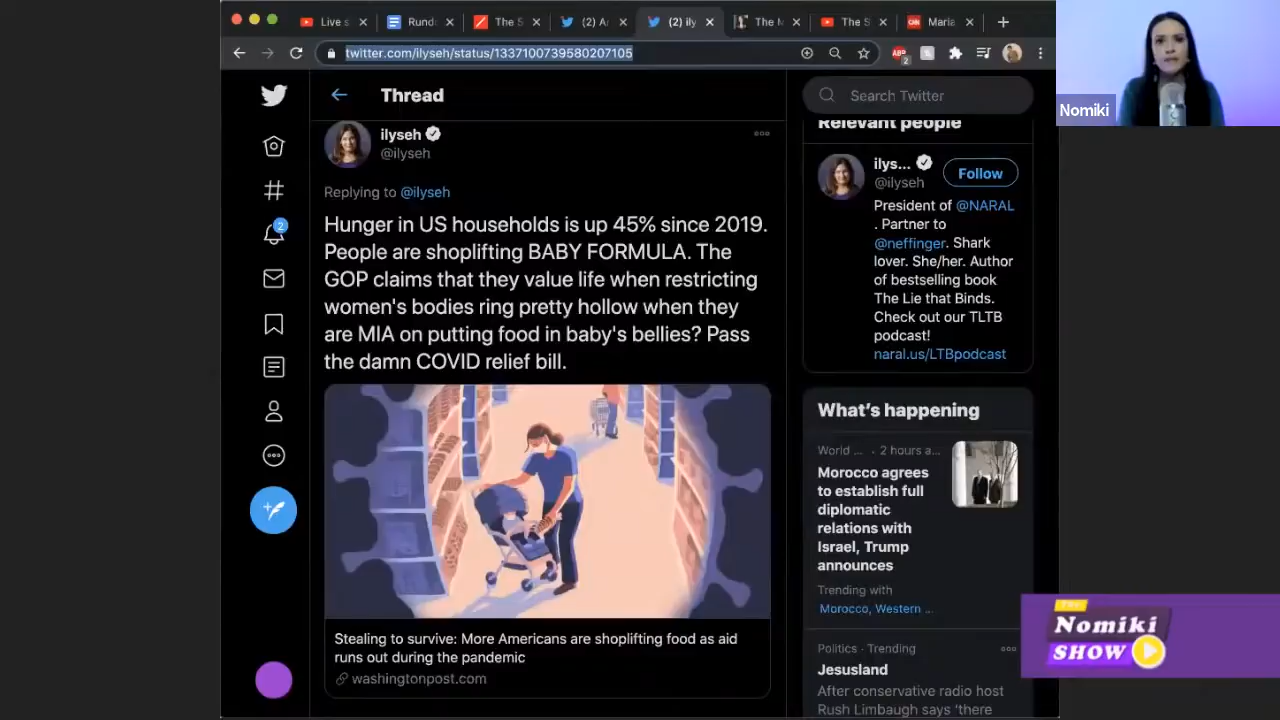 Live s
Rund
The S
(2) A
(2) ily
The N
The S
Maria
twitter.com/ilyseh/status/1337100739580207105
ABP
2
Nomiki
Thread
Search Twitter
ilyseh
@ilyseh
Replying to @ilyseh
Hunger in US households is up 45% since 2019.
People are shoplifting BABY FORMULA. The
GOP claims that they value life when restricting
women's bodies ring pretty hollow when they
are MIA on putting food in baby's bellies? Pass
the damn COVID relief bill.
Stealing to survive: More Americans are shoplifting food as aid
runs out during the pandemic
washingtonpost.com
2
Relevant people
ilys...
@ilyseh
Follow
President of @NARAL
. Partner to
@neffinger. Shark
lover. She/her. Author
of bestselling book
The Lie that Binds.
Check out our TLTB
podcast!
naral.us/LTBpodcast
What's happening
World ... · 2 hours a...
Morocco agrees
to establish full
diplomatic
relations with
Israel, Trump
announces
Trending with
Morocco, Western ...
Politics · Trending
Jesusland
After conservative radio host
Rush Limbaugh says 'there
The
Nomiki
SHOW